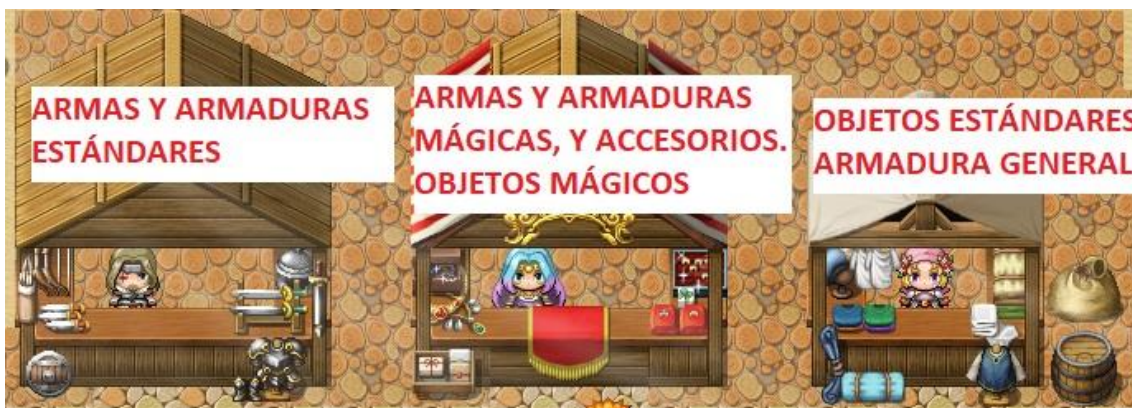 ARMAS Y ARMADURAS
ESTÁNDARES
ARMAS Y ARMADURAS
MÁGICAS, Y ACCESORIOS.
OBJETOS MÁGICOS
OBJETOS ESTÁNDARES
ARMADURA GENERAL